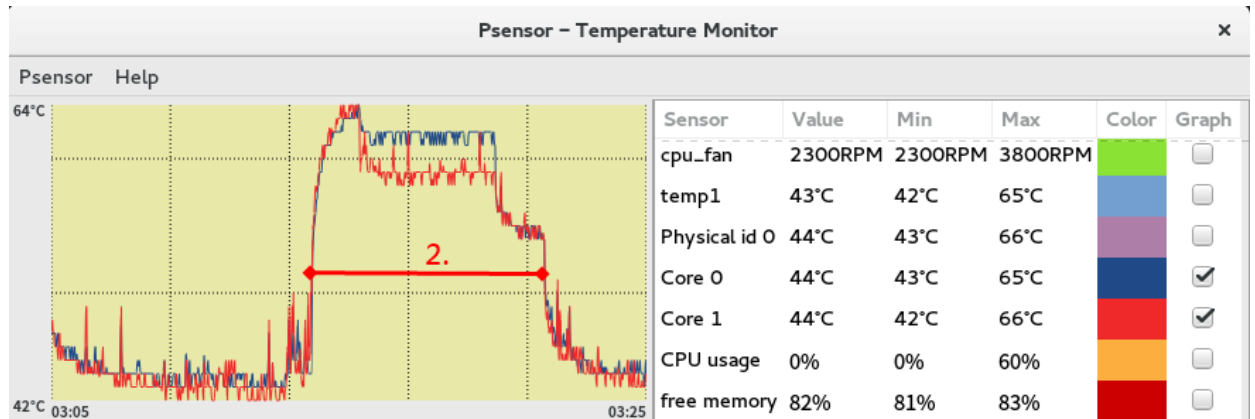 Psensor – Temperature Monitor ×
Psensor Help
64°C
2.
42°C 03:05 03:25
Sensor Value Min Max Color Graph
cpu_fan 2300RPM 2300RPM 3800RPM
temp1 43°C 42°C 65°C
Physical id 0 44°C 43°C 66°C
Core 0 44°C 43°C 65°C
Core 1 44°C 42°C 66°C
CPU usage 0% 0% 60%
free memory 82% 81% 83%